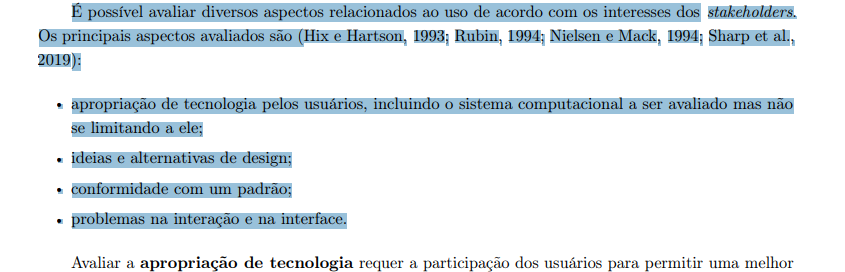 É possível avaliar diversos aspectos relacionados ao uso de acordo com os interesses dos stakeholders.
Os principais aspectos avaliados são (Hix e Hartson, 1993; Rubin, 1994; Nielsen e Mack, 1994; Sharp et al.,
2019):
• apropriação de tecnologia pelos usuários, incluindo o sistema computacional a ser avaliado mas não
se limitando a ele;
• ideias e alternativas de design;
• conformidade com um padrão;
• problemas na interação e na interface.
Avaliar a apropriação de tecnologia requer a participação dos usuários para permitir uma melhor